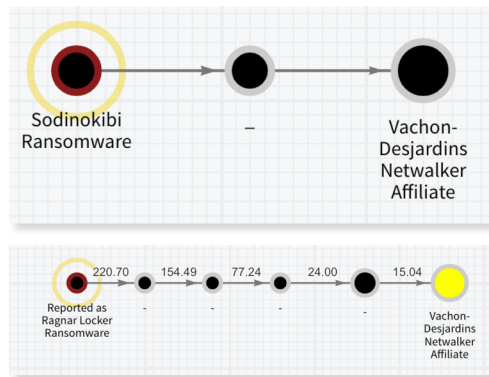 Sodinokibi
Ransomware
–
Vachon-
Desjardins
Netwalker
Affiliate
220.70 154.49 77.24 24.00 15.04
Reported as
Ragnar Locker
Ransomware
- - - -
Vachon-
Desjardins
Netwalker
Affiliate